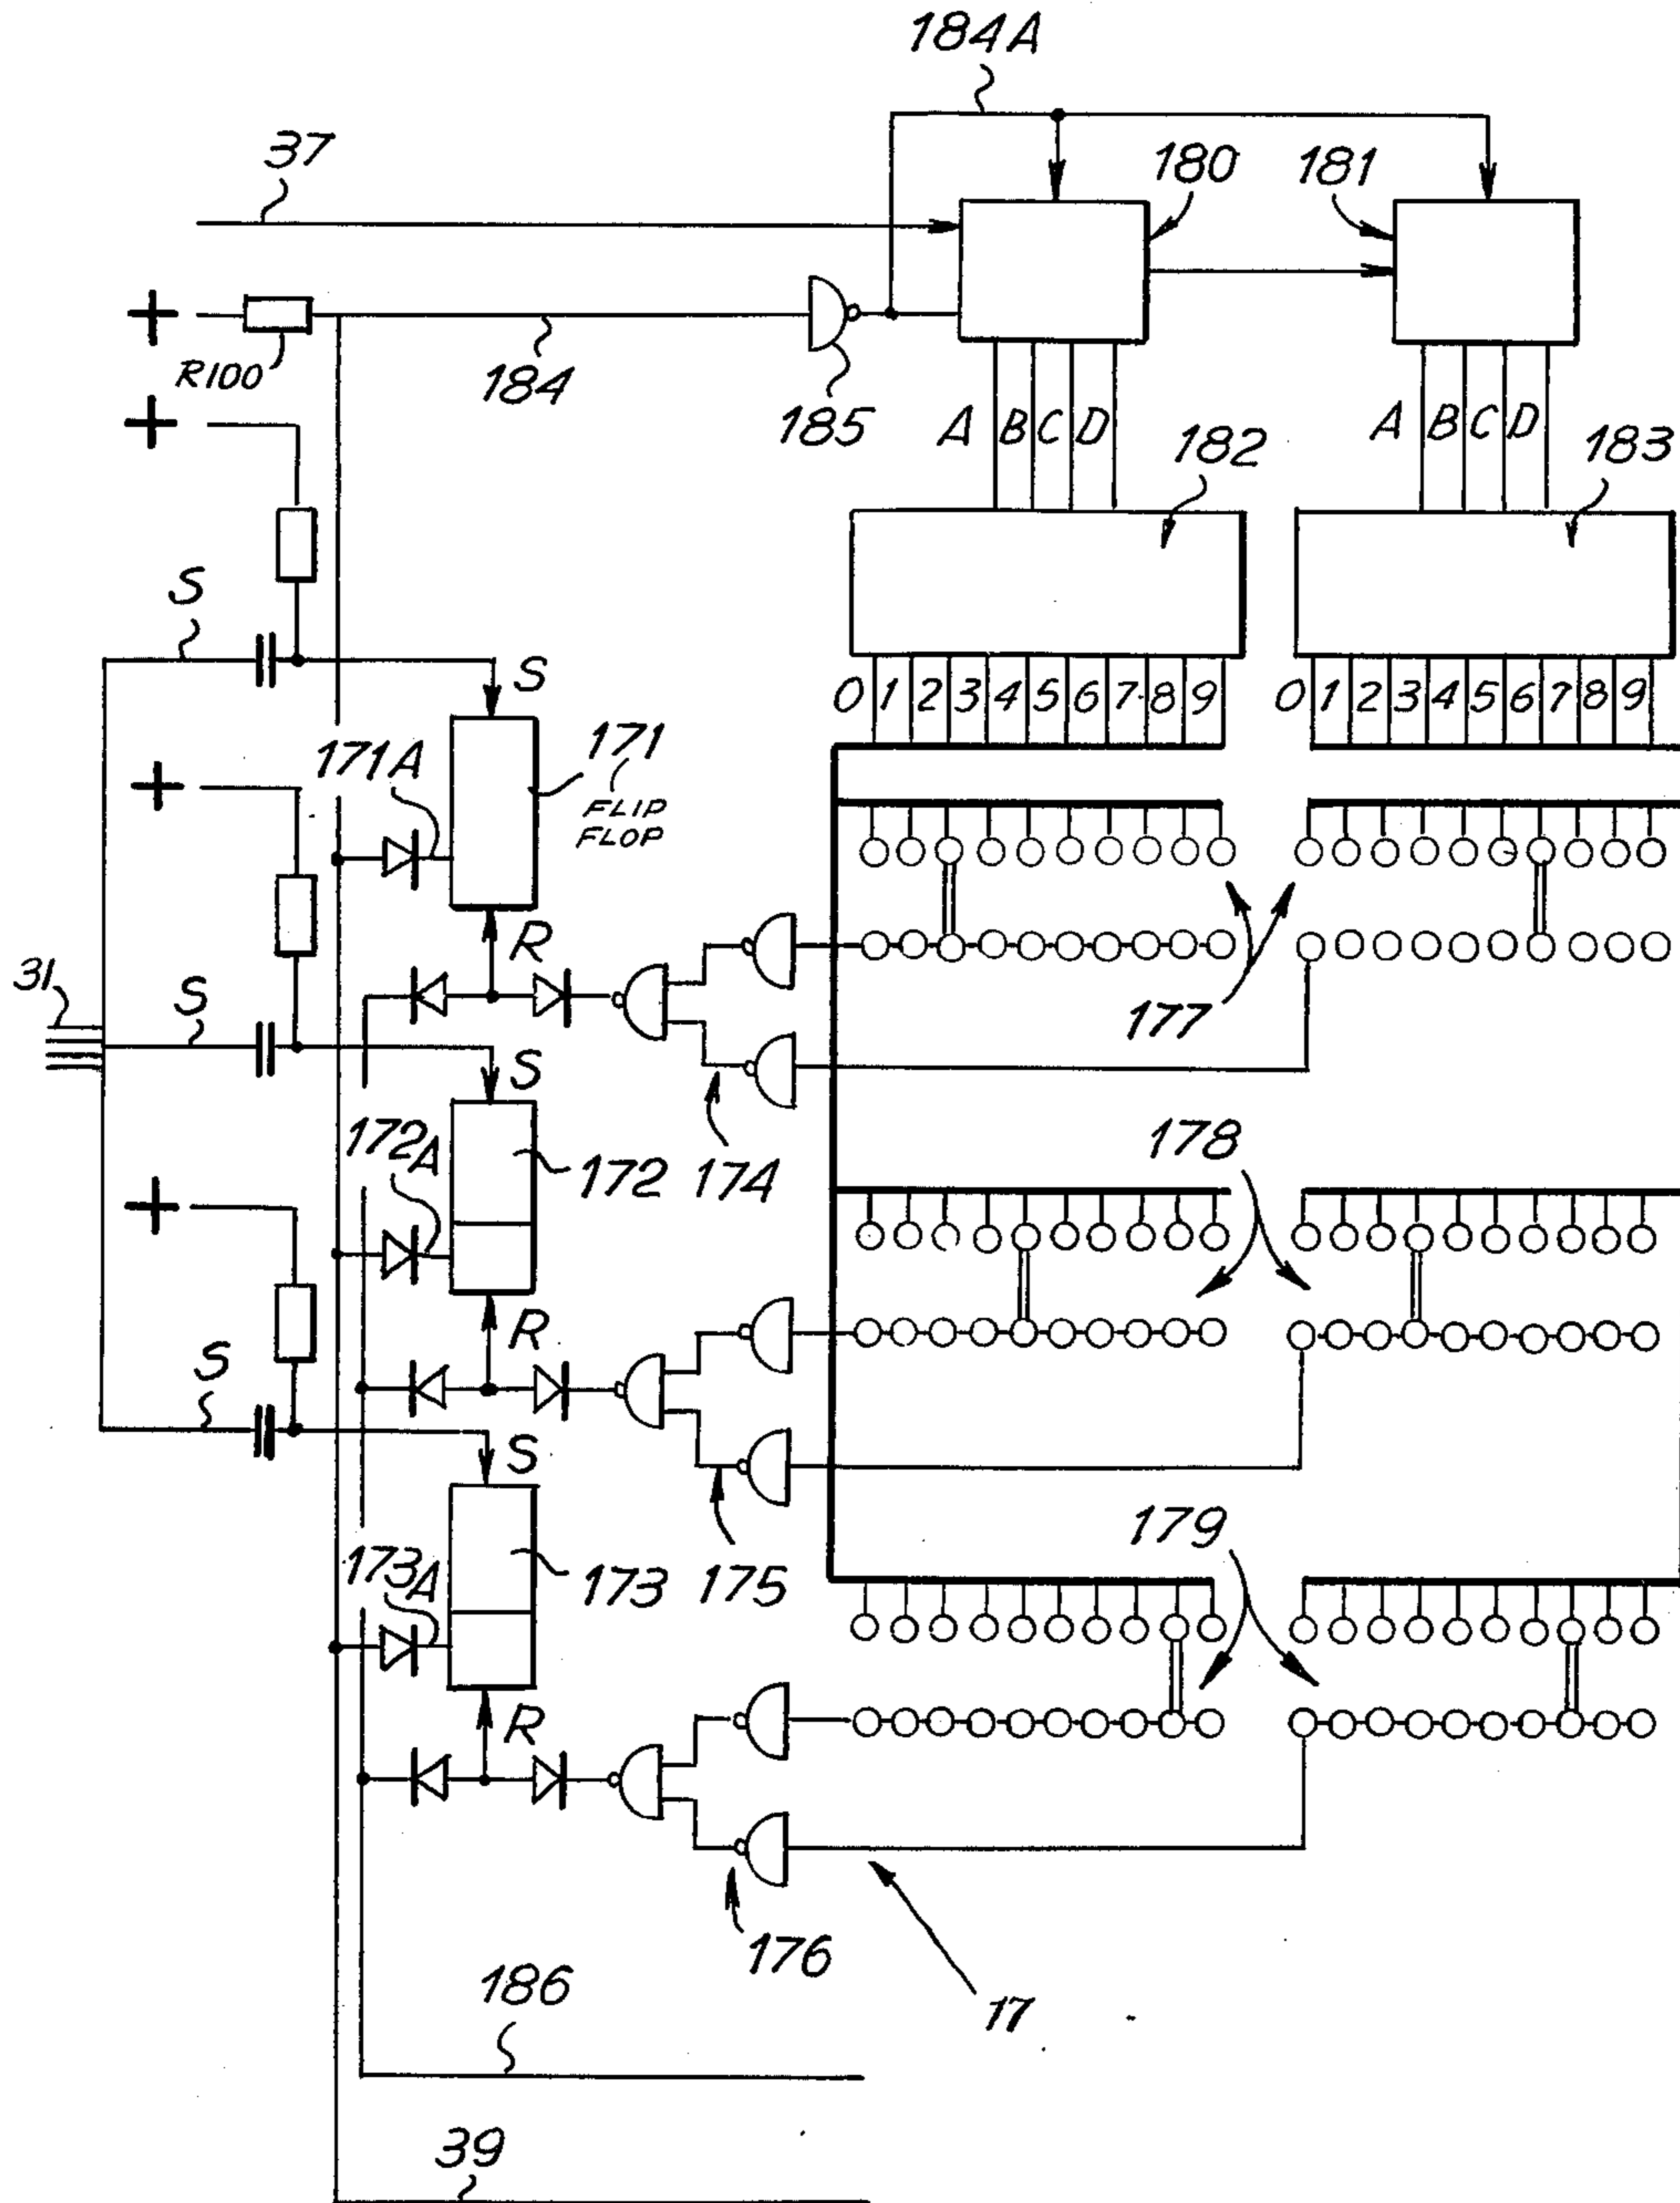 184A
37
180
181
R100
184
185
A B C D
A B C D
182
183
S
S
0 1 2 3 4 5 6 7 8 9
0 1 2 3 4 5 6 7 8 9
171A
171
FLIP
FLOP
R
177
31
S
S
172A
172
174
178
R
S
S
173A
173
175
179
R
176
17
186
39